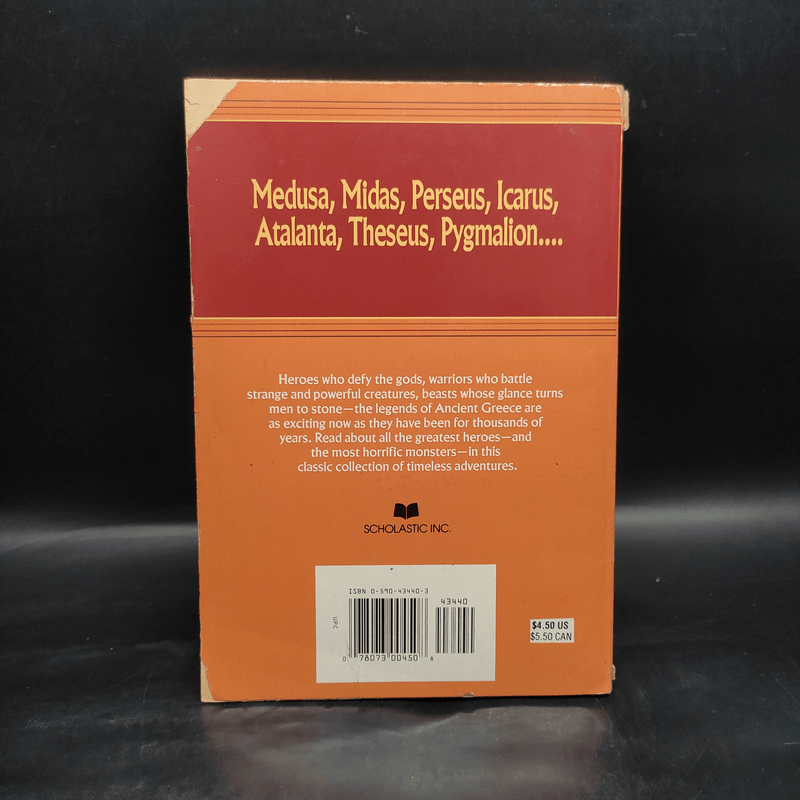 Medusa, Midas, Perseus, Icarus,
Atalanta, Theseus, Pygmalion....
Heroes who defy the gods, warriors who battle
strange and powerful creatures, beasts whose glance turns
men to stone—the legends of Ancient Greece are
as exciting now as they have been for thousands of
years. Read about all the greatest heroes—and
the most horrific monsters—in this
classic collection of timeless adventures.
SCHOLASTIC INC.
ISBN 0-590-43440-3
43440
UPC
0 78073 00450 8
$4.50 US
$5.50 CAN